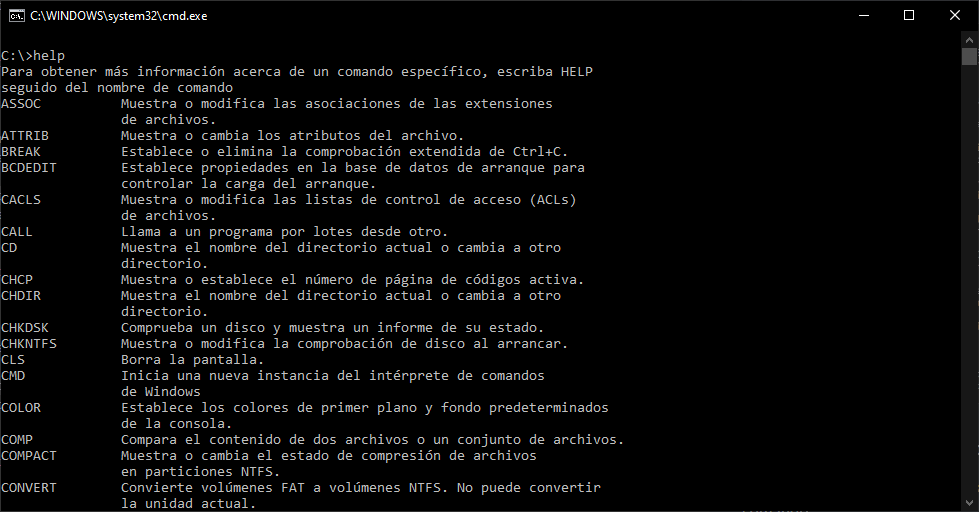 C:\WINDOWS\system32\cmd.exe
C:\>help
Para obtener más información acerca de un comando específico, escriba HELP
seguido del nombre de comando
ASSOC          Muestra o modifica las asociaciones de las extensiones
               de archivos.
ATTRIB         Muestra o cambia los atributos del archivo.
BREAK          Establece o elimina la comprobación extendida de Ctrl+C.
BCDEDIT        Establece propiedades en la base de datos de arranque para
               controlar la carga del arranque.
CACLS          Muestra o modifica las listas de control de acceso (ACLs)
               de archivos.
CALL           Llama a un programa por lotes desde otro.
CD             Muestra el nombre del directorio actual o cambia a otro
               directorio.
CHCP           Muestra o establece el número de página de códigos activa.
CHDIR          Muestra el nombre del directorio actual o cambia a otro
               directorio.
CHKDSK         Comprueba un disco y muestra un informe de su estado.
CHKNTFS        Muestra o modifica la comprobación de disco al arrancar.
CLS            Borra la pantalla.
CMD            Inicia una nueva instancia del intérprete de comandos
               de Windows
COLOR          Establece los colores de primer plano y fondo predeterminados
               de la consola.
COMP           Compara el contenido de dos archivos o un conjunto de archivos.
COMPACT        Muestra o cambia el estado de compresión de archivos
               en particiones NTFS.
CONVERT        Convierte volúmenes FAT a volúmenes NTFS. No puede convertir
               la unidad actual.